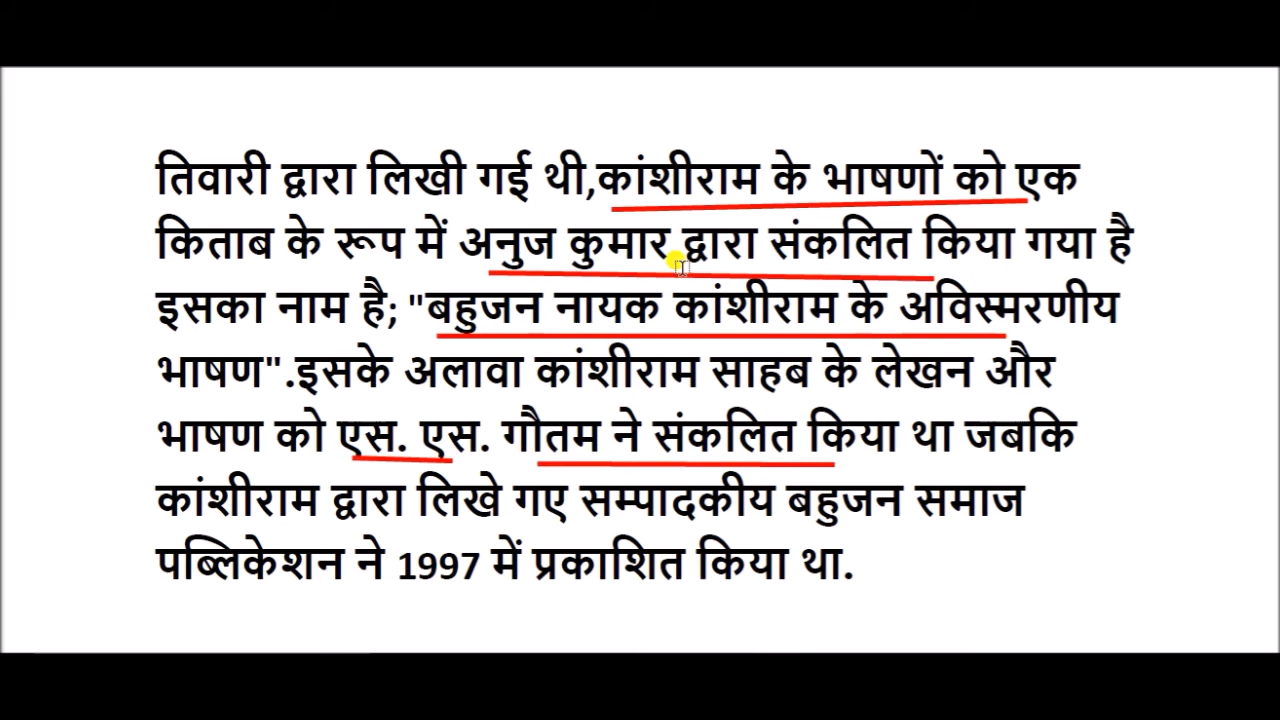 तिवारी द्वारा लिखी गई थी,कांशीराम के भाषणों को एक
किताब के रूप में अनुज कुमार द्वारा संकलित किया गया है
इसका नाम है; "बहुजन नायक कांशीराम के अविस्मरणीय
भाषण".इसके अलावा कांशीराम साहब के लेखन और
भाषण को एस. एस. गौतम ने संकलित किया था जबकि
कांशीराम द्वारा लिखे गए सम्पादकीय बहुजन समाज
पब्लिकेशन ने 1997 में प्रकाशित किया था.